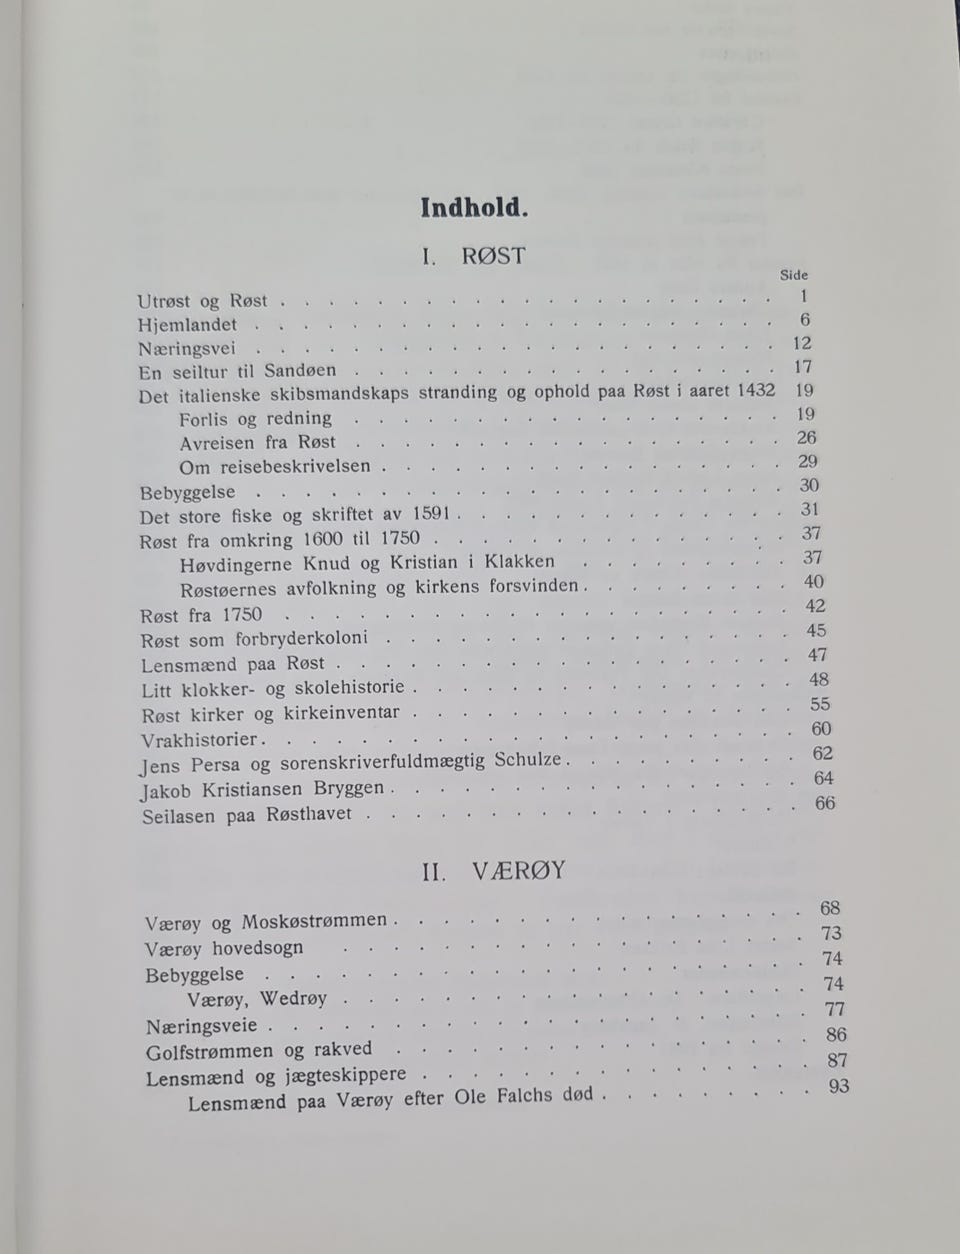 Indhold.
I. RØST
Side
Utrøst og Røst . . . . . . . . . . . . . . . . . . . . 1
Hjemlandet . . . . . . . . . . . . . . . . . . . . . 6
Næringsvei . . . . . . . . . . . . . . . . . . . . . 12
En seiltur til Sandøen . . . . . . . . . . . . . . . . . 17
Det italienske skibsmandskaps stranding og ophold paa Røst i aaret 1432 19
Forlis og redning . . . . . . . . . . . . . . . . . 19
Avreisen fra Røst . . . . . . . . . . . . . . . . . 26
Om reisebeskrivelsen . . . . . . . . . . . . . . . . 29
Bebyggelse . . . . . . . . . . . . . . . . . . . . . 30
Det store fiske og skriftet av 1591 . . . . . . . . . . . . . 31
Røst fra omkring 1600 til 1750 . . . . . . . . . . . . . . 37
Høvdingerne Knud og Kristian i Klakken . . . . . . . . . 37
Røstøernes avfolkning og kirkens forsvinden . . . . . . . . 40
Røst fra 1750 . . . . . . . . . . . . . . . . . . . . 42
Røst som forbryderkoloni . . . . . . . . . . . . . . . . 45
Lensmænd paa Røst . . . . . . . . . . . . . . . . . . 47
Litt klokker- og skolehistorie . . . . . . . . . . . . . . . 48
Røst kirker og kirkeinventar . . . . . . . . . . . . . . . 55
Vrakhistorier . . . . . . . . . . . . . . . . . . . . . 60
Jens Persa og sorenskriverfuldmægtig Schulze . . . . . . . . . 62
Jakob Kristiansen Bryggen . . . . . . . . . . . . . . . . 64
Seilasen paa Røsthavet . . . . . . . . . . . . . . . . . 66
II. VÆRØY
Værøy og Moskøstrømmen . . . . . . . . . . . . . . . . 68
Værøy hovedsogn . . . . . . . . . . . . . . . . . . . 73
Bebyggelse . . . . . . . . . . . . . . . . . . . . . 74
Værøy, Wedrøy . . . . . . . . . . . . . . . . . . 74
Næringsveie . . . . . . . . . . . . . . . . . . . . . 77
Golfstrømmen og rakved . . . . . . . . . . . . . . . . 86
Lensmænd og jægteskippere . . . . . . . . . . . . . . . 87
Lensmænd paa Værøy efter Ole Falchs død . . . . . . . . . 93